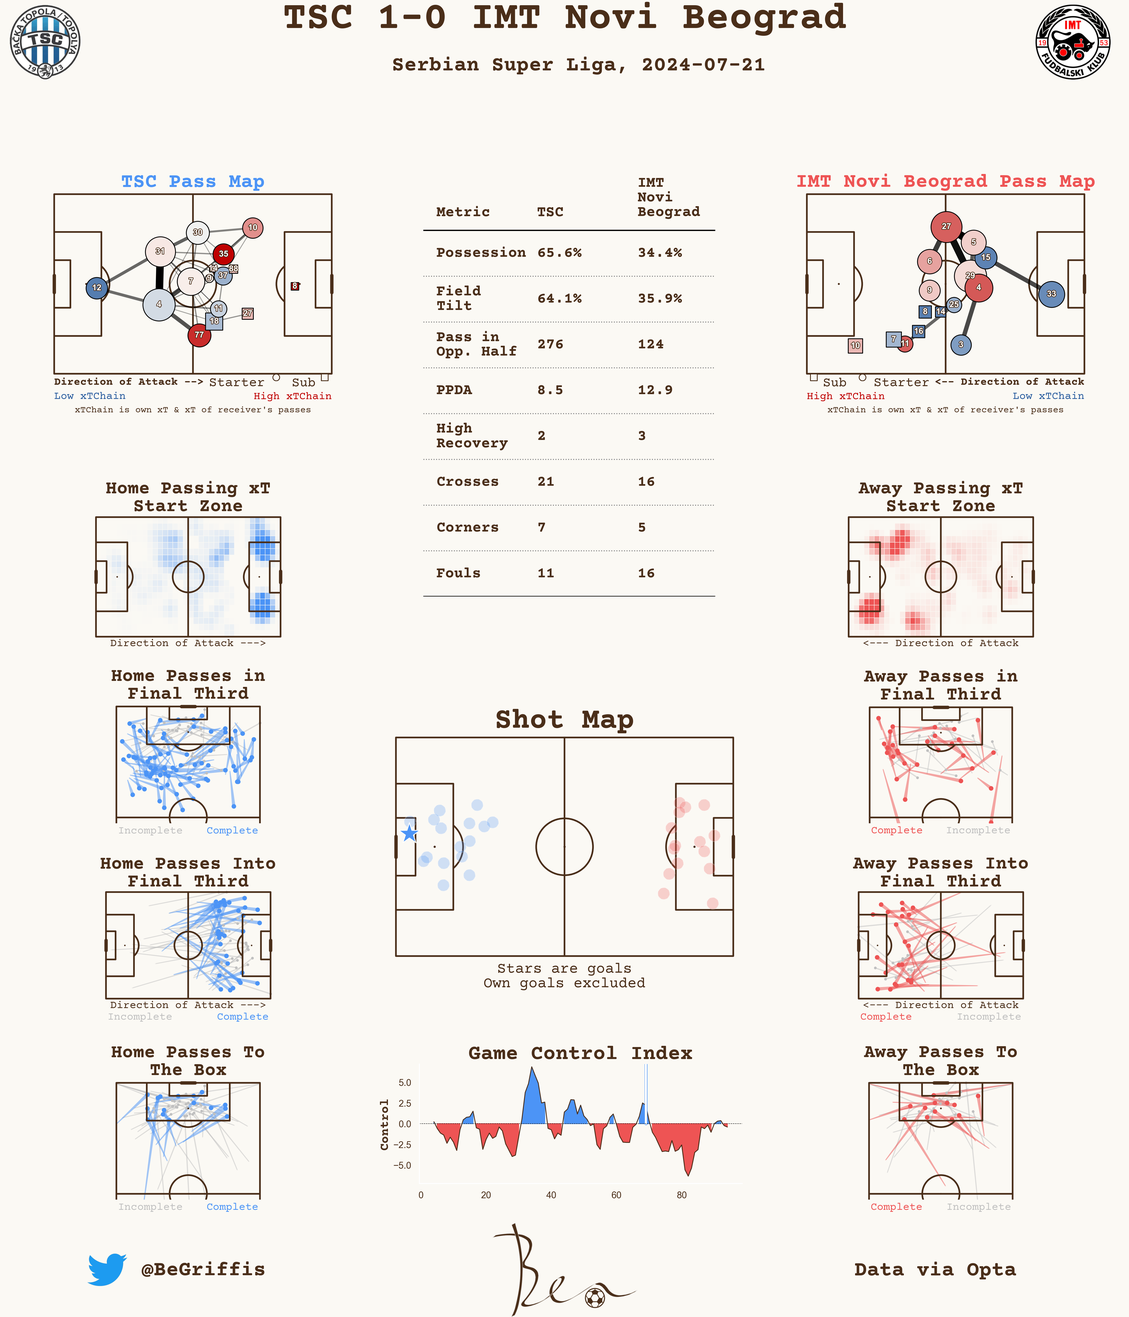 TSC 1-0 IMT Novi Beograd
Serbian Super Liga, 2024-07-21
BAČKA TOPOLA / TOPOLYA
TSC
1913
IMT
19 93
FUDBALSKI KLUB
TSC Pass Map
30
10
31
35
88
37
7
12
8
4
11
18
27
77
Direction of Attack --> Starter Sub
Low xTChain High xTChain
xTChain is own xT & xT of receiver's passes
Metric TSC IMT Novi Beograd
Possession 65.6% 34.4%
Field Tilt 64.1% 35.9%
Pass in Opp. Half 276 124
PPDA 8.5 12.9
High Recovery 2 3
Crosses 21 16
Corners 7 5
Fouls 11 16
IMT Novi Beograd Pass Map
27
5
15
6
29
9
4
33
25
8
14
16
7
11
3
10
Sub Starter <-- Direction of Attack
High xTChain Low xTChain
xTChain is own xT & xT of receiver's passes
Home Passing xT
Start Zone
Direction of Attack --->
Away Passing xT
Start Zone
<--- Direction of Attack
Home Passes in
Final Third
Incomplete Complete
Away Passes in
Final Third
Complete Incomplete
Shot Map
Stars are goals
Own goals excluded
Home Passes Into
Final Third
Direction of Attack --->
Incomplete Complete
Away Passes Into
Final Third
<--- Direction of Attack
Complete Incomplete
Home Passes To
The Box
Incomplete Complete
Game Control Index
Control
5.0
2.5
0.0
−2.5
−5.0
0 20 40 60 80
Away Passes To
The Box
Complete Incomplete
@BeGriffis
Bea
Data via Opta